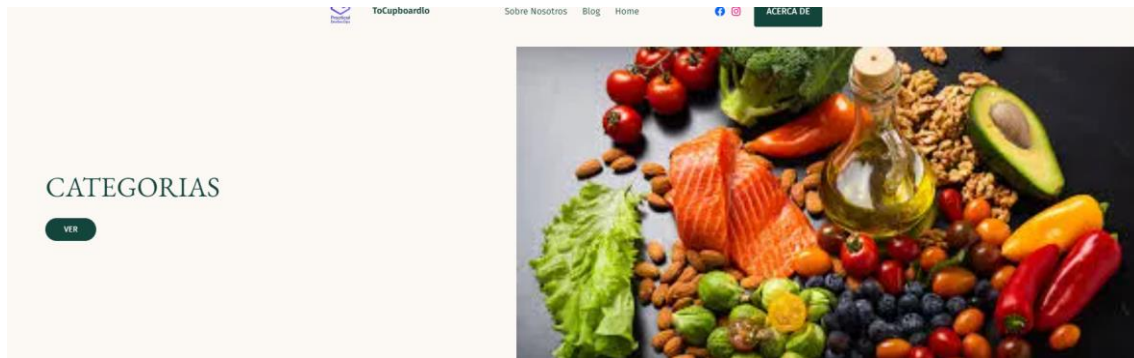 ToCupboardlo
Sobre Nosotros Blog Home
ACERCA DE
CATEGORIAS
VER